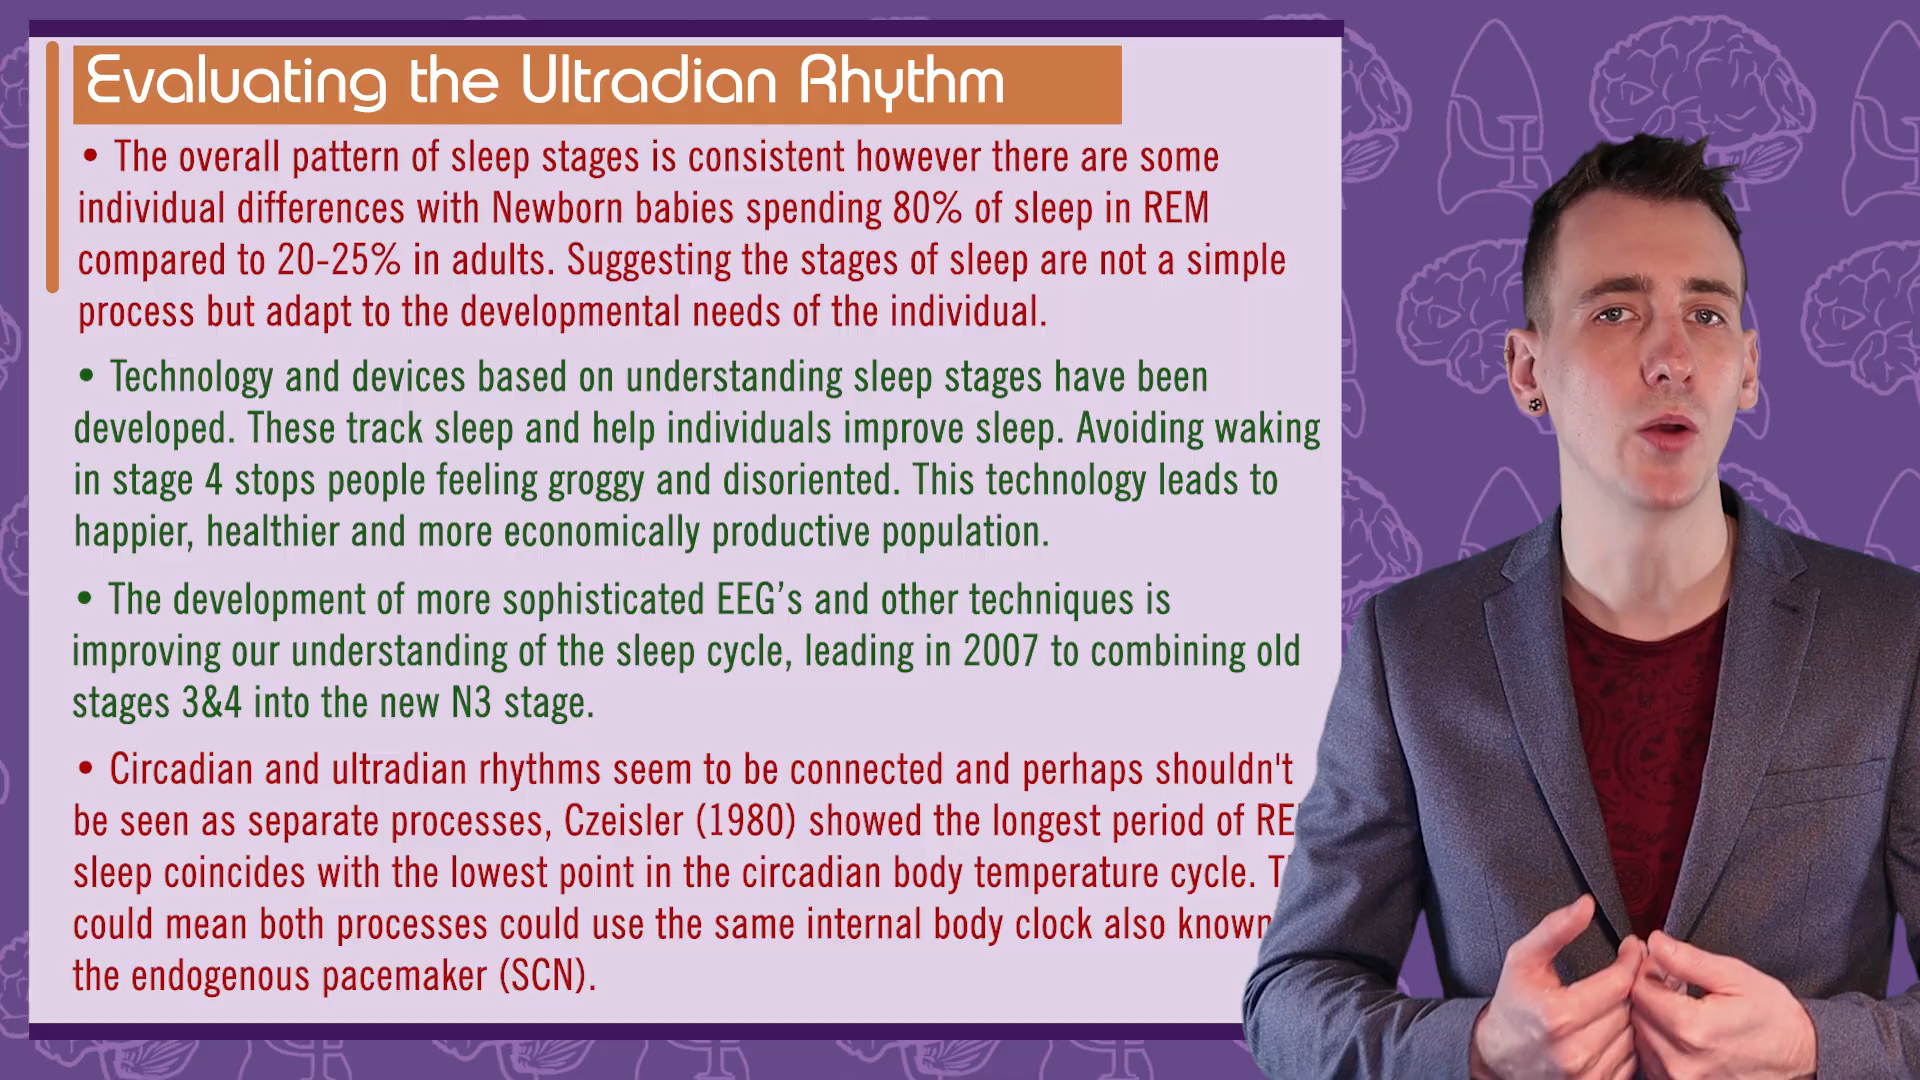 Evaluating the Ultradian Rhythm
• The overall pattern of sleep stages is consistent however there are some
individual differences with Newborn babies spending 80% of sleep in REM
compared to 20-25% in adults. Suggesting the stages of sleep are not a simple
process but adapt to the developmental needs of the individual.
• Technology and devices based on understanding sleep stages have been
developed. These track sleep and help individuals improve sleep. Avoiding waking
in stage 4 stops people feeling groggy and disoriented. This technology leads to
happier, healthier and more economically productive population.
• The development of more sophisticated EEG's and other techniques is
improving our understanding of the sleep cycle, leading in 2007 to combining old
stages 3&4 into the new N3 stage.
• Circadian and ultradian rhythms seem to be connected and perhaps shouldn't
be seen as separate processes, Czeisler (1980) showed the longest period of
sleep coincides with the lowest point in the circadian body temperature cycle.
could mean both processes could use the same internal body clock also known
the endogenous pacemaker (SCN).